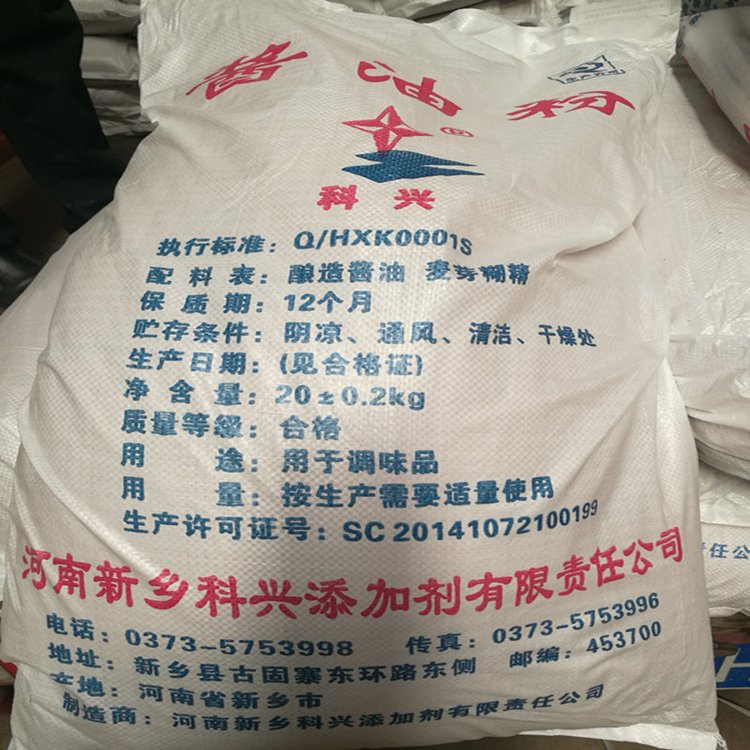 酱油粉
®
科兴
执行标准：Q/HXK0001S
配料表：酿造酱油 麦芽糊精
保质期：12个月
贮存条件：阴凉、通风、清洁、干燥处
生产日期：(见合格证)
净含量：20±0.2kg
质量等级：合格
用途：用于调味品
用量：按生产需要适量使用
生产许可证号：SC 20141072100199
河南新乡科兴添加剂有限责任公司
电话：0373-5753998 传真：0373-5753996
地址：新乡县古固寨东环路东侧 邮编：453700
产地：河南省新乡市
制造商：河南新乡科兴添加剂有限责任公司